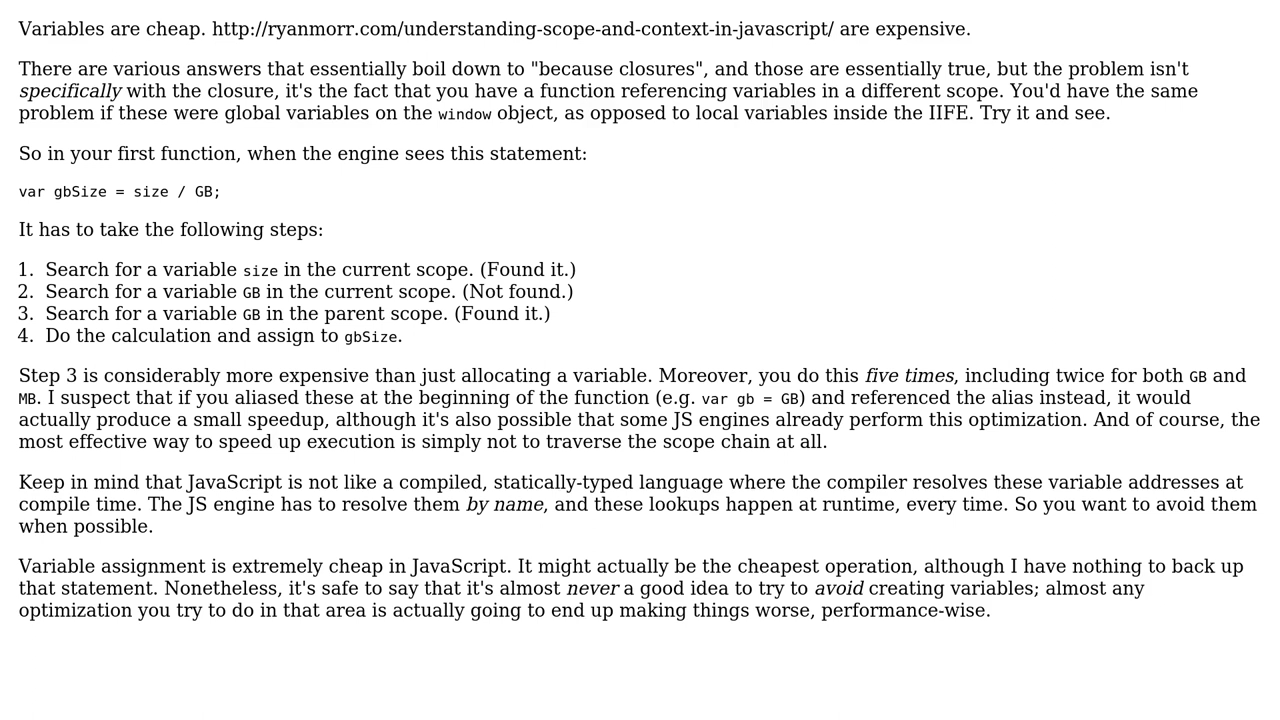 Variables are cheap. http://ryanmorr.com/understanding-scope-and-context-in-javascript/ are expensive.
There are various answers that essentially boil down to "because closures", and those are essentially true, but the problem isn't
specifically with the closure, it's the fact that you have a function referencing variables in a different scope. You'd have the same
problem if these were global variables on the window object, as opposed to local variables inside the IIFE. Try it and see.
So in your first function, when the engine sees this statement:
var gbSize = size / GB;
It has to take the following steps:
1. Search for a variable size in the current scope. (Found it.)
2. Search for a variable GB in the current scope. (Not found.)
3. Search for a variable GB in the parent scope. (Found it.)
4. Do the calculation and assign to gbSize.
Step 3 is considerably more expensive than just allocating a variable. Moreover, you do this five times, including twice for both GB and
MB. I suspect that if you aliased these at the beginning of the function (e.g. var gb = GB) and referenced the alias instead, it would
actually produce a small speedup, although it's also possible that some JS engines already perform this optimization. And of course, the
most effective way to speed up execution is simply not to traverse the scope chain at all.
Keep in mind that JavaScript is not like a compiled, statically-typed language where the compiler resolves these variable addresses at
compile time. The JS engine has to resolve them by name, and these lookups happen at runtime, every time. So you want to avoid them
when possible.
Variable assignment is extremely cheap in JavaScript. It might actually be the cheapest operation, although I have nothing to back up
that statement. Nonetheless, it's safe to say that it's almost never a good idea to try to avoid creating variables; almost any
optimization you try to do in that area is actually going to end up making things worse, performance-wise.